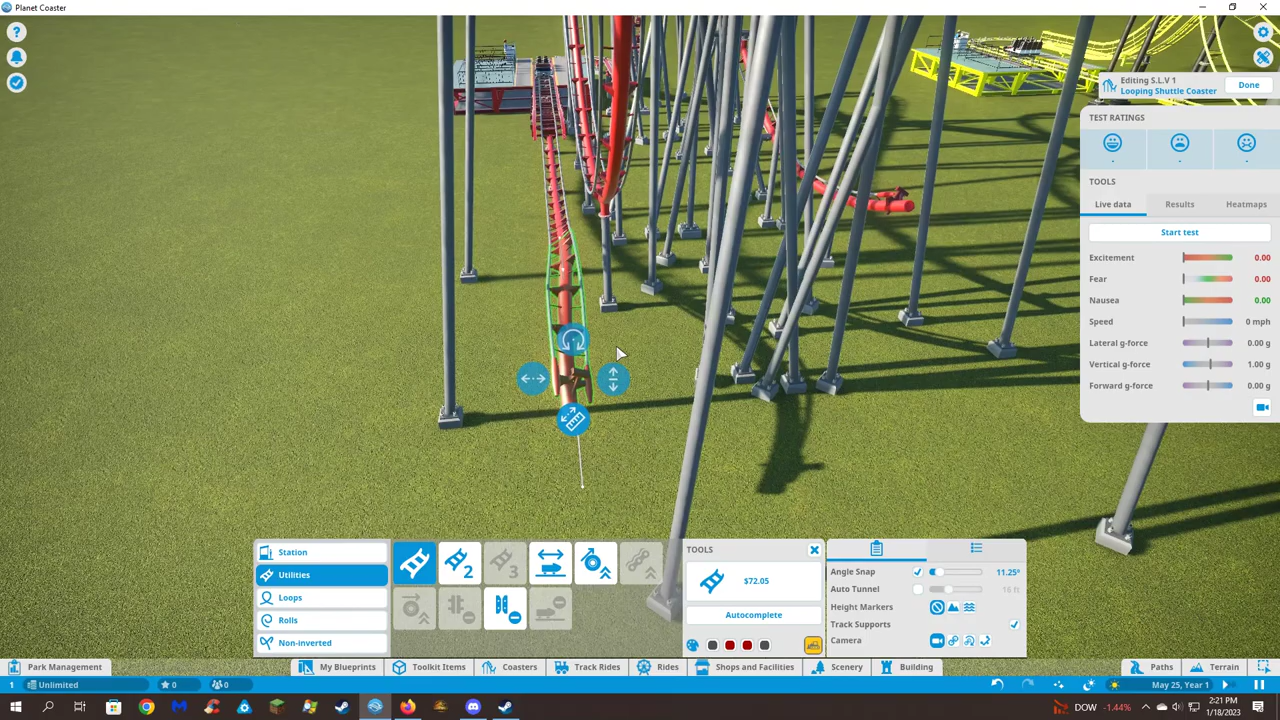 Planet Coaster
Editing S.L.V 1
Looping Shuttle Coaster
Done
TEST RATINGS
- - -
TOOLS
Live data Results Heatmaps
Start test
Excitement 0.00
Fear 0.00
Nausea 0.00
Speed 0 mph
Lateral g-force 0.00 g
Vertical g-force 1.00 g
Forward g-force 0.00 g
Station
Utilities
Loops
Rolls
Non-inverted
2
3
TOOLS
$72.05
Autocomplete
Angle Snap 11.25°
Auto Tunnel 16 ft
Height Markers
Track Supports
Camera
Park Management My Blueprints Toolkit Items Coasters Track Rides Rides Shops and Facilities Scenery Building Paths Terrain
1 Unlimited 0 0 May 25, Year 1
DOW -1.44% 2:21 PM
1/18/2023